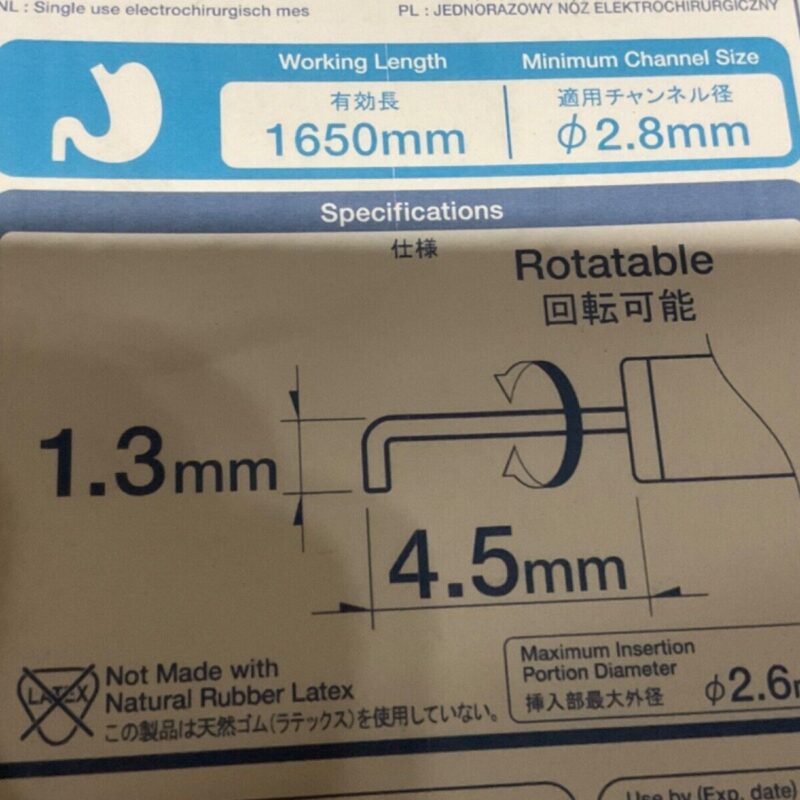 NL : Single use electrochirurgisch mes
PL : JEDNORAZOWY NÓŻ ELEKTROCHIRURGICZNY
Working Length
Minimum Channel Size
有効長
適用チャンネル径
1650mm
φ2.8mm
Specifications
仕様
Rotatable
回転可能
1.3mm
4.5mm
LATEX
Not Made with
Natural Rubber Latex
この製品は天然ゴム(ラテックス)を使用していない。
Maximum Insertion
Portion Diameter
挿入部最大外径
φ2.6m
Use by (Exp. date)